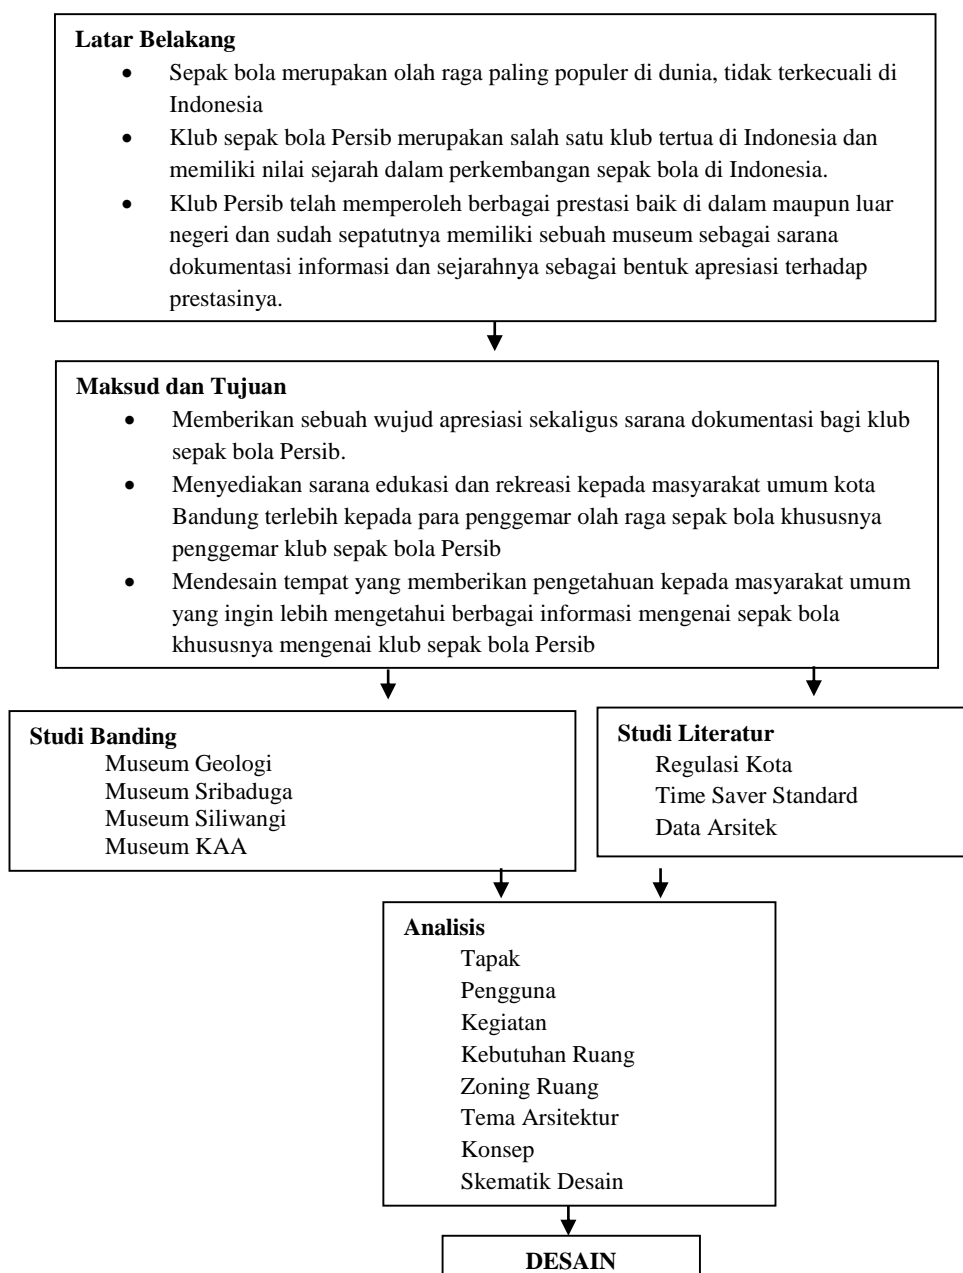 Latar Belakang
• Sepak bola merupakan olah raga paling populer di dunia, tidak terkecuali di
Indonesia
• Klub sepak bola Persib merupakan salah satu klub tertua di Indonesia dan
memiliki nilai sejarah dalam perkembangan sepak bola di Indonesia.
• Klub Persib telah memperoleh berbagai prestasi baik di dalam maupun luar
negeri dan sudah sepatutnya memiliki sebuah museum sebagai sarana
dokumentasi informasi dan sejarahnya sebagai bentuk apresiasi terhadap
prestasinya.
Maksud dan Tujuan
• Memberikan sebuah wujud apresiasi sekaligus sarana dokumentasi bagi klub
sepak bola Persib.
• Menyediakan sarana edukasi dan rekreasi kepada masyarakat umum kota
Bandung terlebih kepada para penggemar olah raga sepak bola khususnya
penggemar klub sepak bola Persib
• Mendesain tempat yang memberikan pengetahuan kepada masyarakat umum
yang ingin lebih mengetahui berbagai informasi mengenai sepak bola
khususnya mengenai klub sepak bola Persib
Studi Banding
Museum Geologi
Museum Sribaduga
Museum Siliwangi
Museum KAA
Studi Literatur
Regulasi Kota
Time Saver Standard
Data Arsitek
Analisis
Tapak
Pengguna
Kegiatan
Kebutuhan Ruang
Zoning Ruang
Tema Arsitektur
Konsep
Skematik Desain
DESAIN